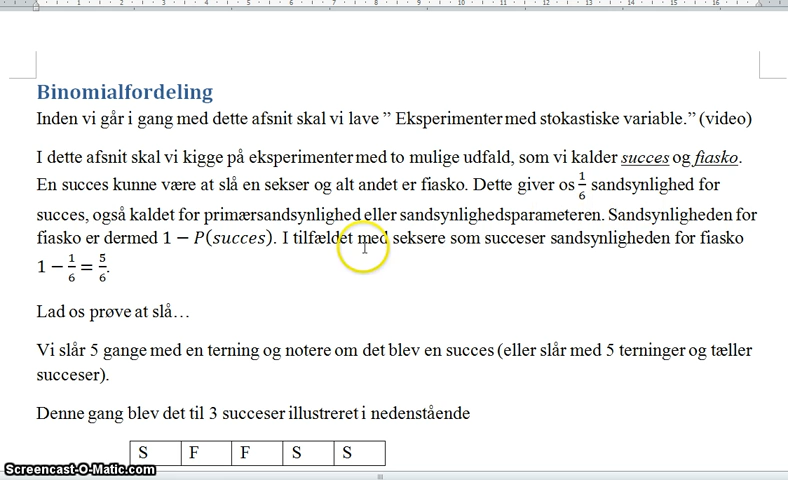 Binomialfordeling
Inden vi går i gang med dette afsnit skal vi lave ” Eksperimenter med stokastiske variable.” (video)
I dette afsnit skal vi kigge på eksperimenter med to mulige udfald, som vi kalder succes og fiasko.
En succes kunne være at slå en sekser og alt andet er fiasko. Dette giver os 1/6 sandsynlighed for
succes, også kaldet for primærsandsynlighed eller sandsynlighedsparameteren. Sandsynligheden for
fiasko er dermed 1 − P(succes). I tilfældet med seksere som succeser sandsynligheden for fiasko
1 − 1/6 = 5/6.
Lad os prøve at slå…
Vi slår 5 gange med en terning og notere om det blev en succes (eller slår med 5 terninger og tæller
succeser).
Denne gang blev det til 3 succeser illustreret i nedenstående
S F F S S
Screencast-O-Matic.com